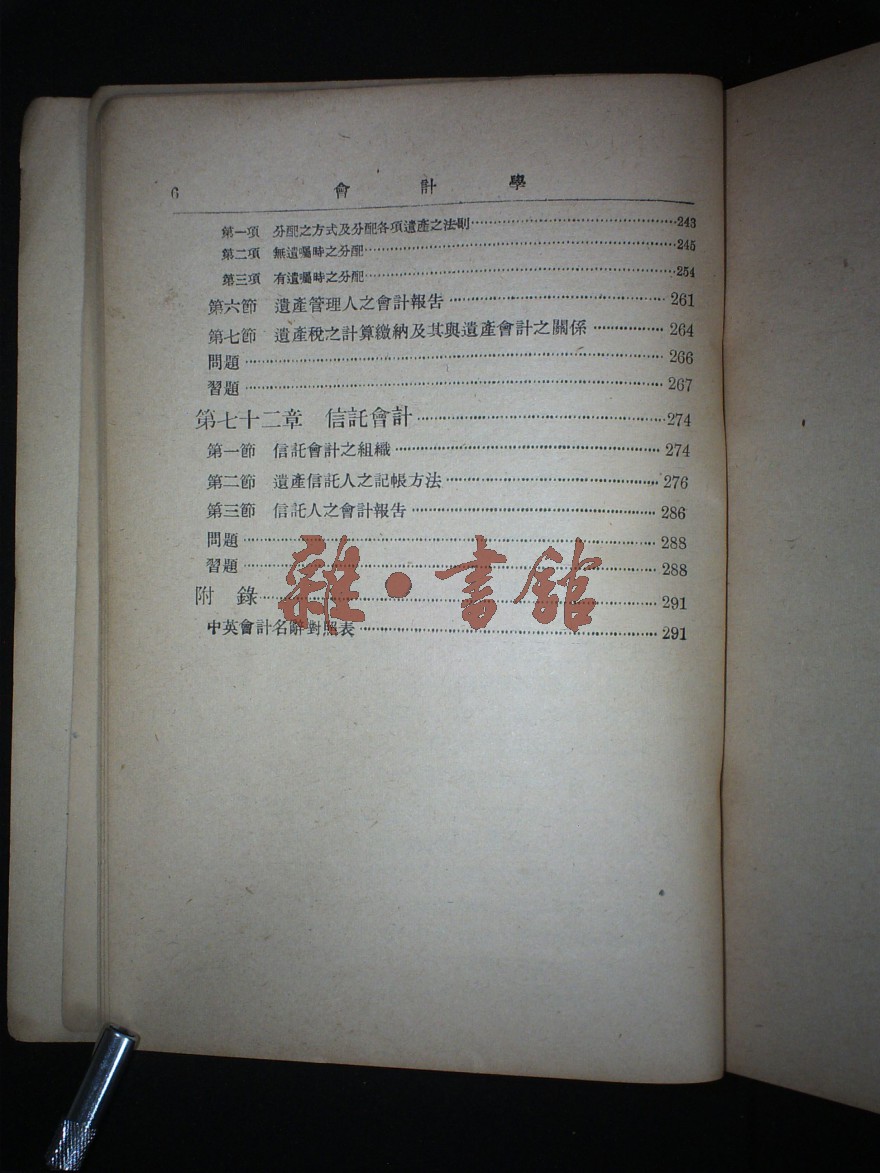 6 會計學
第一項 分配之方式及分配各項遺產之法則……243
第二項 無遺囑時之分配……245
第三項 有遺囑時之分配……254
第六節 遺產管理人之會計報告……261
第七節 遺產稅之計算繳納及其與遺產會計之關係……264
問題……266
習題……267
第七十二章 信託會計……274
第一節 信託會計之組織……274
第二節 遺產信託人之記帳方法……276
第三節 信託人之會計報告……286
問題……288
習題……288
雜·書館
附錄……291
中英會計名辭對照表……291